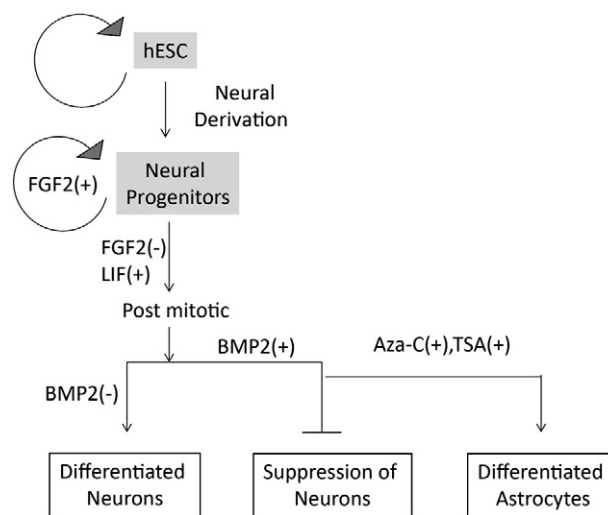 hESC
Neural
Derivation
FGF2(+)
Neural
Progenitors
FGF2(-)
LIF(+)
Post mitotic
BMP2(+)
Aza-C(+),TSA(+)
BMP2(-)
Differentiated
Neurons
Suppression of
Neurons
Differentiated
Astrocytes